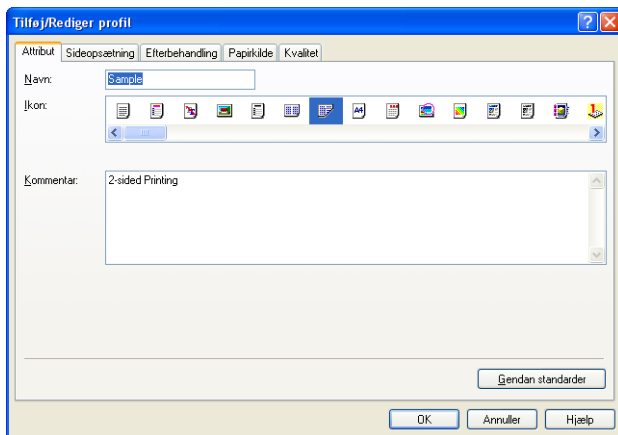 Tilføj/Rediger profil
Attribut Sideopsætning Efterbehandling Papirkilde Kvalitet
Navn: Sample
Ikon: A4
Kommentar: 2-sided Printing
Gendan standarder
OK Annuller Hjælp